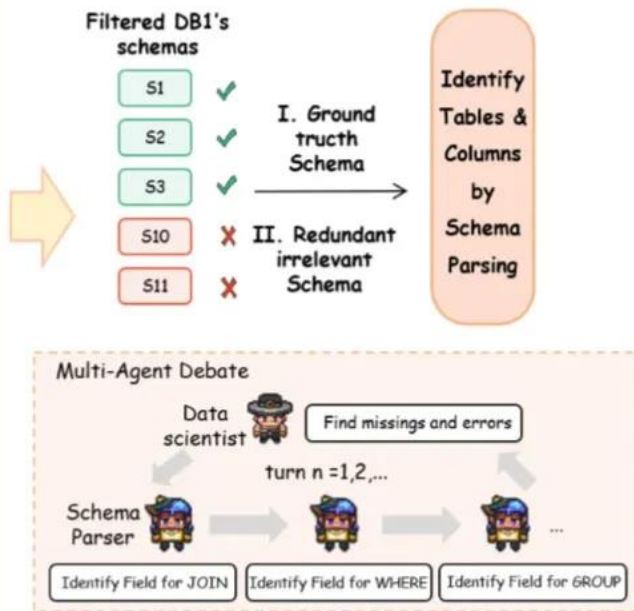 Filtered DB1's
schemas
S1
S2
S3
S10
S11
I. Ground
tructh
Schema
II. Redundant
irrelevant
Schema
Identify
Tables &
Columns
by
Schema
Parsing
Multi-Agent Debate
Data
scientist
Find missings and errors
turn n =1,2,...
Schema
Parser
...
Identify Field for JOIN
Identify Field for WHERE
Identify Field for GROUP